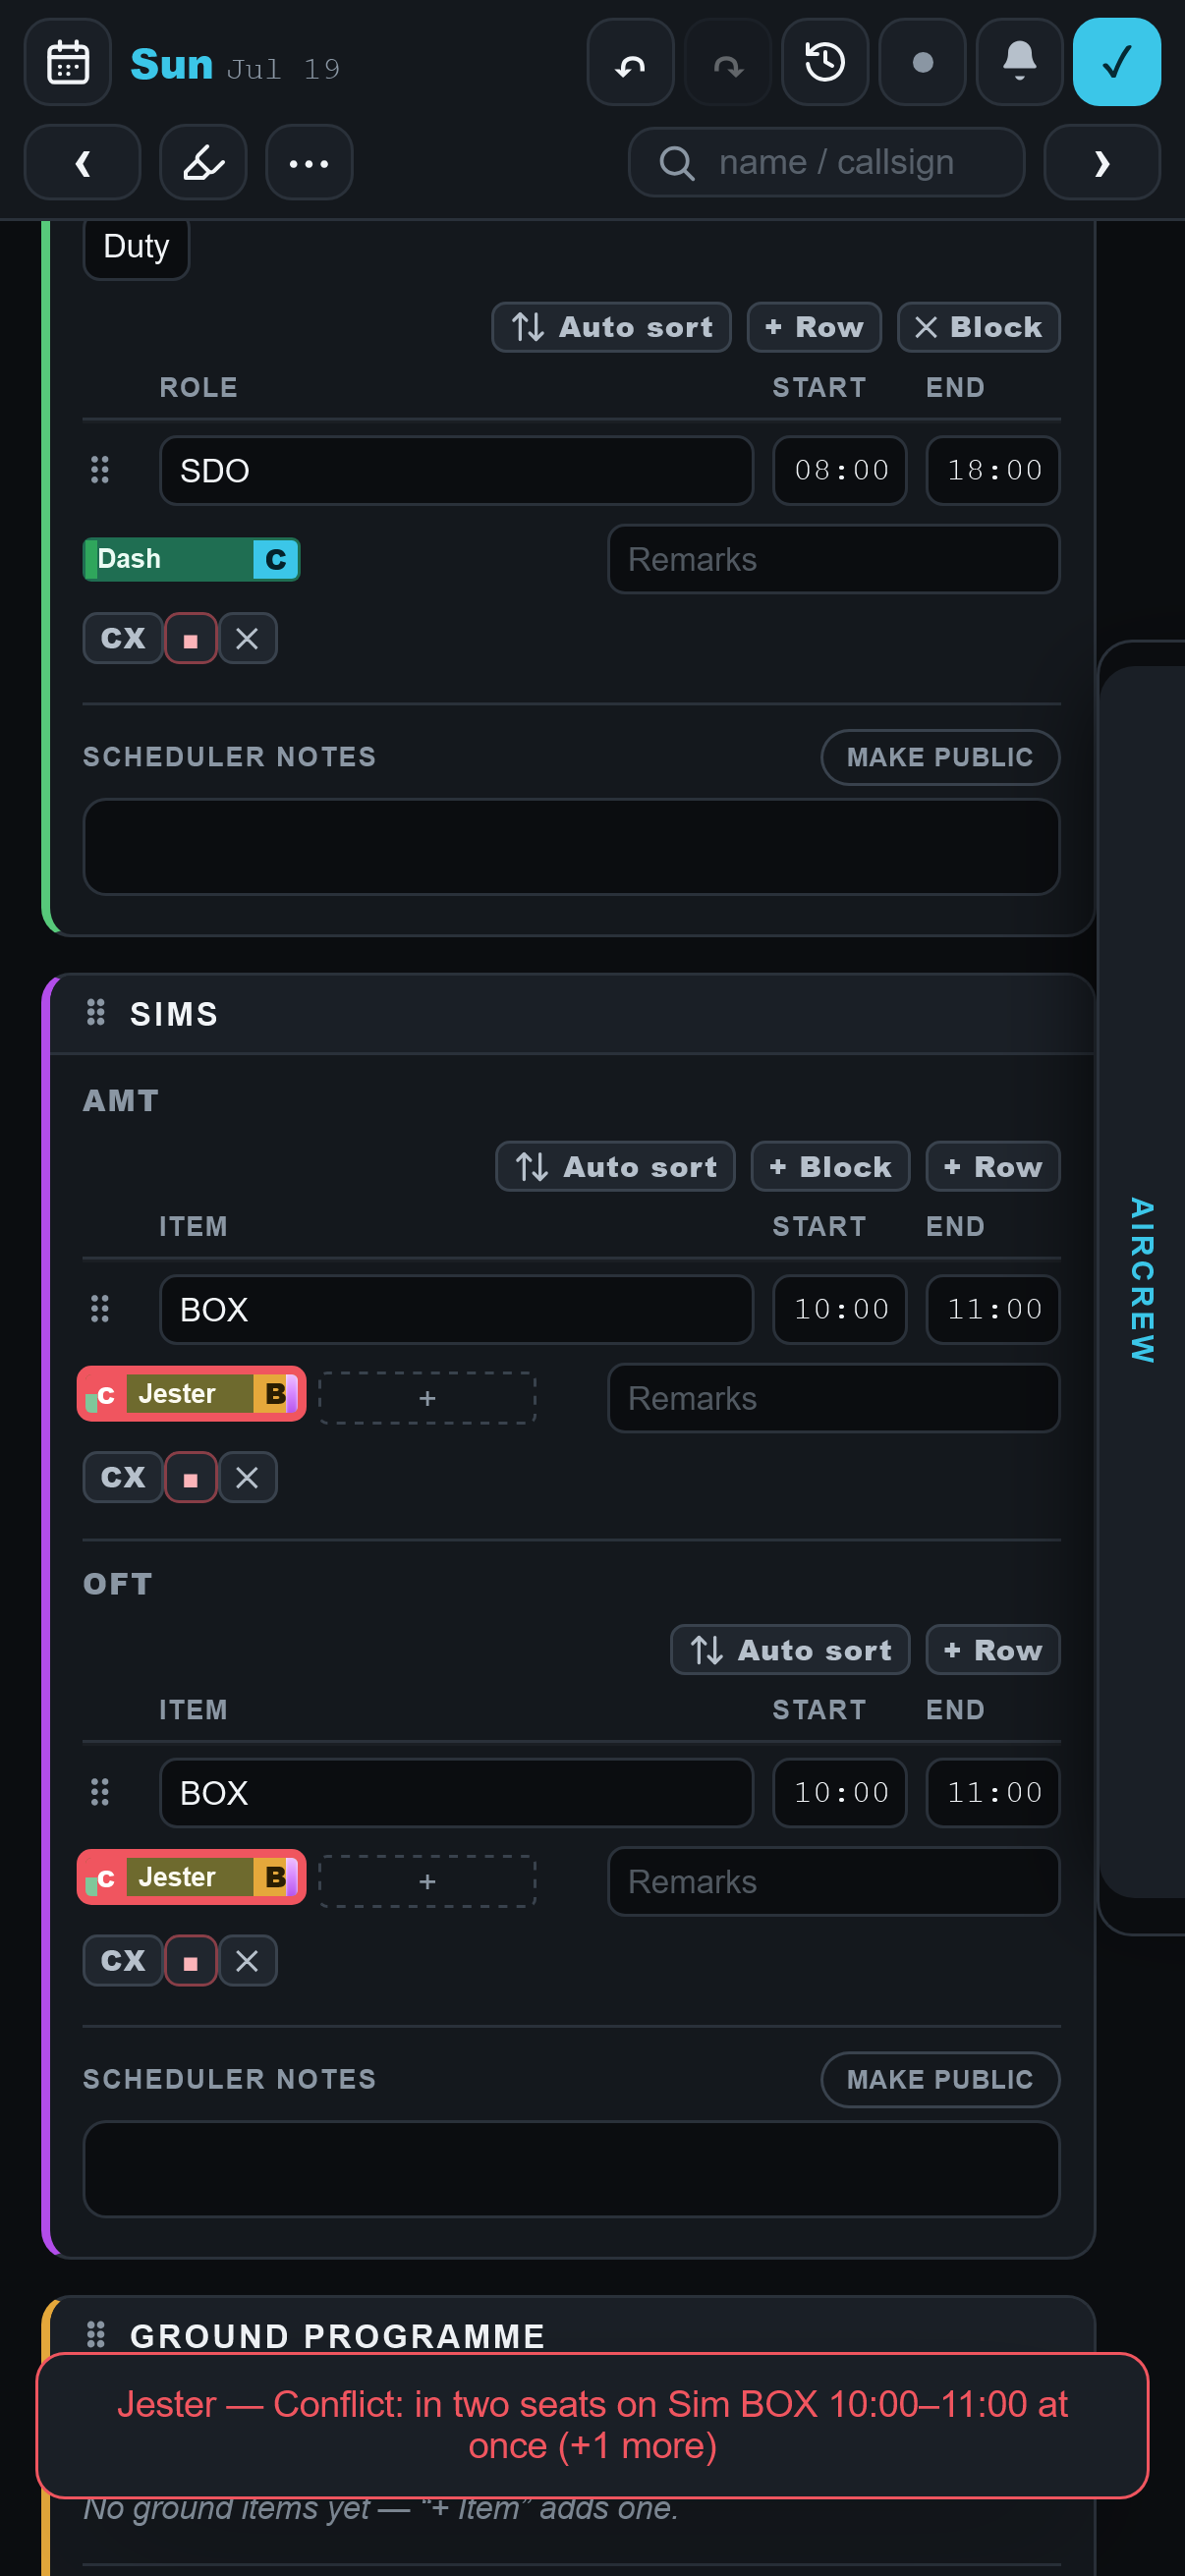 Sun Jul 19
✓
‹
...
name / callsign
›
Duty
Auto sort
+ Row
× Block
ROLE START END
SDO 08:00 18:00
Dash C Remarks
CX ■ ×
SCHEDULER NOTES MAKE PUBLIC
SIMS
AMT
Auto sort + Block + Row
ITEM START END
BOX 10:00 11:00
C Jester B + Remarks
CX ■ ×
OFT
Auto sort + Row
ITEM START END
BOX 10:00 11:00
C Jester B + Remarks
CX ■ ×
SCHEDULER NOTES MAKE PUBLIC
AIRCREW
GROUND PROGRAMME
Jester — Conflict: in two seats on Sim BOX 10:00–11:00 at
once (+1 more)
No ground items yet — “+ Item” adds one.